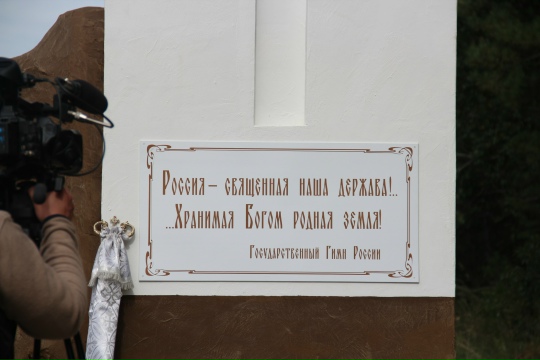 Россия – священная наша держава!..
...Хранимая Богом родная земля!
Государственный Гимн России